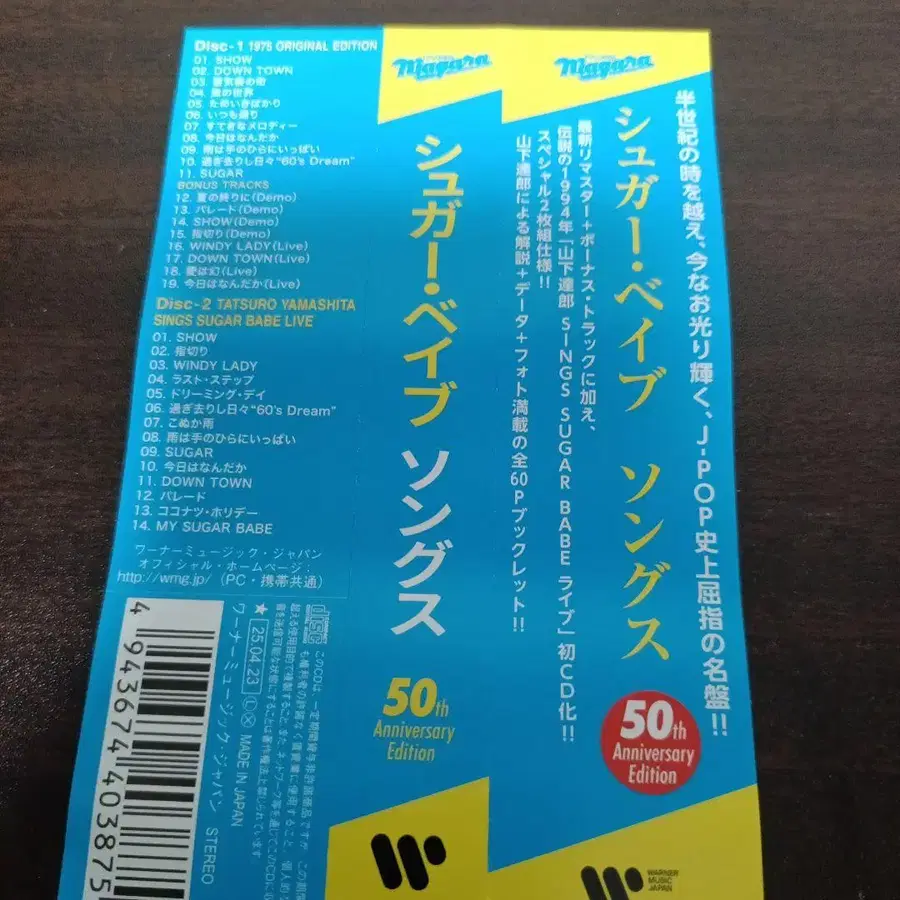 Disc-1 1975 ORIGINAL EDITION
01. SHOW
02. DOWN TOWN
03. 蜃気楼の街
04. 風の世界
05. ためいきばかり
06. いつも通り
07. すてきなメロディー
08. 今日はなんだか
09. 雨は手のひらにいっぱい
10. 過ぎ去りし日々“60's Dream”
11. SUGAR
BONUS TRACKS
12. 夏の終りに(Demo)
13. パレード(Demo)
14. SHOW(Demo)
15. 指切り(Demo)
16. WINDY LADY(Live)
17. DOWN TOWN(Live)
18. 愛は幻(Live)
19. 今日はなんだか(Live)
Disc-2 TATSURO YAMASHITA
SINGS SUGAR BABE LIVE
01. SHOW
02. 指切り
03. WINDY LADY
04. ラスト・ステップ
05. ドリーミング・デイ
06. 過ぎ去りし日々“60's Dream”
07. こぬか雨
08. 雨は手のひらにいっぱい
09. SUGAR
10. 今日はなんだか
11. DOWN TOWN
12. パレード
13. ココナツ・ホリデー
14. MY SUGAR BABE
ワーナーミュージック・ジャパン
オフィシャル・ホームページ：
http://wmg.jp/（PC・携帯共通）
4 943674 403875
★ 25.04.23 Ⓛ Ⓧ MADE IN JAPAN
ワーナーミュージック・ジャパン STEREO
COMPACT disc DIGITAL AUDIO
Niagara
シュガー・ベイブ ソングス
50th
Anniversary
Edition
Niagara
半世紀の時を越え、今なお光り輝く、J-POP史上屈指の名盤!!
シュガー・ベイブ ソングス
最新リマスター＋ボーナス・トラックに加え、
伝説の1994年「山下達郎 SINGS SUGAR BABE ライブ」初CD化!!
スペシャル2枚組仕様!!
山下達郎による解説＋データ＋フォト満載の全60Pブックレット!!
50th
Anniversary
Edition
WARNER
MUSIC
JAPAN